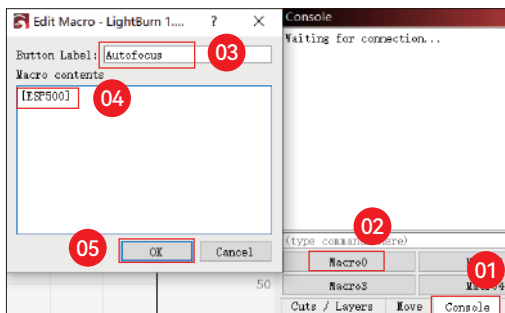 Edit Macro - LightBurn 1....
?
×
Button Label:
Autofocus
03
Macro contents
[ESP500]
04
05
OK
Cancel
50
Console
Waiting for connection...
02
(type command here)
Macro0
01
Macro3
Macro4
Cuts / Layers
Move
Console